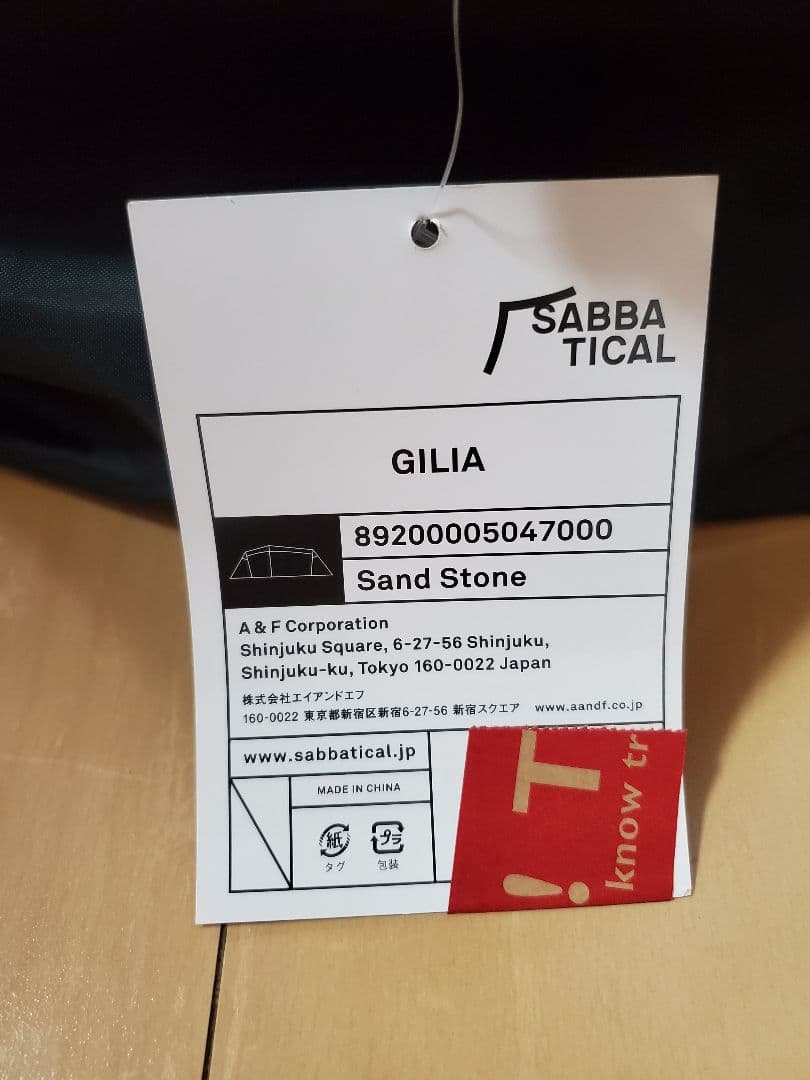 SABBA
TICAL
GILIA
89200005047000
Sand Stone
A & F Corporation
Shinjuku Square, 6-27-56 Shinjuku,
Shinjuku-ku, Tokyo 160-0022 Japan
株式会社エイアンドエフ
160-0022 東京都新宿区新宿6-27-56 新宿スクエア www.aandf.co.jp
www.sabbatical.jp
MADE IN CHINA
紙 プラ
タグ 包装
! T
know tr